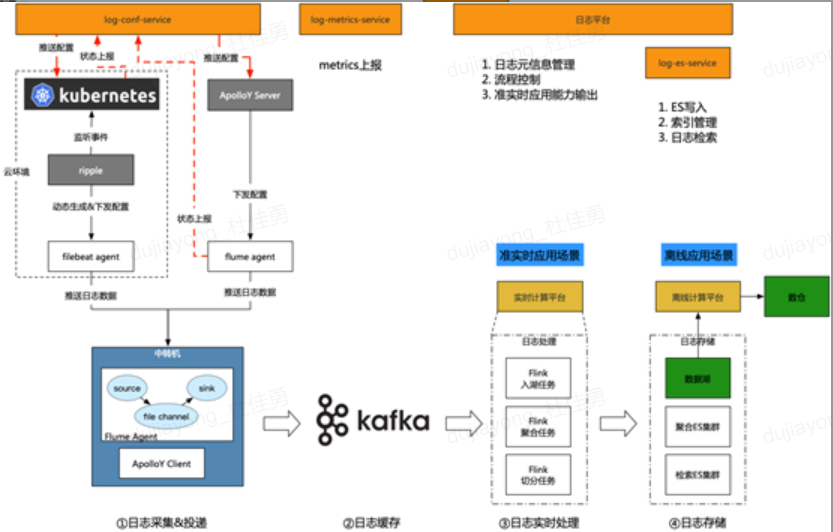 log-conf-service
log-metrics-service
日志平台
推送配置
状态上报
推送配置
metrics上报
1. 日志元信息管理
2. 流程控制
3. 准实时应用能力输出
log-es-service
1. ES写入
2. 索引管理
3. 日志检索
kubernetes
ApolloY Server
监听事件
云环境
ripple
动态生成&下发配置
下发配置
状态上报
filebeat agent
flume agent
推送日志数据
推送日志数据
准实时应用场景
离线应用场景
实时计算平台
离线计算平台
数仓
中转机
source
sink
file channel
Flume Agent
ApolloY Client
kafka
日志处理
Flink
入湖任务
Flink
聚合任务
Flink
切分任务
日志存储
数据湖
聚合ES集群
检索ES集群
①日志采集&投递
②日志缓存
③日志实时处理
④日志存储
dujiayong_杜佳勇